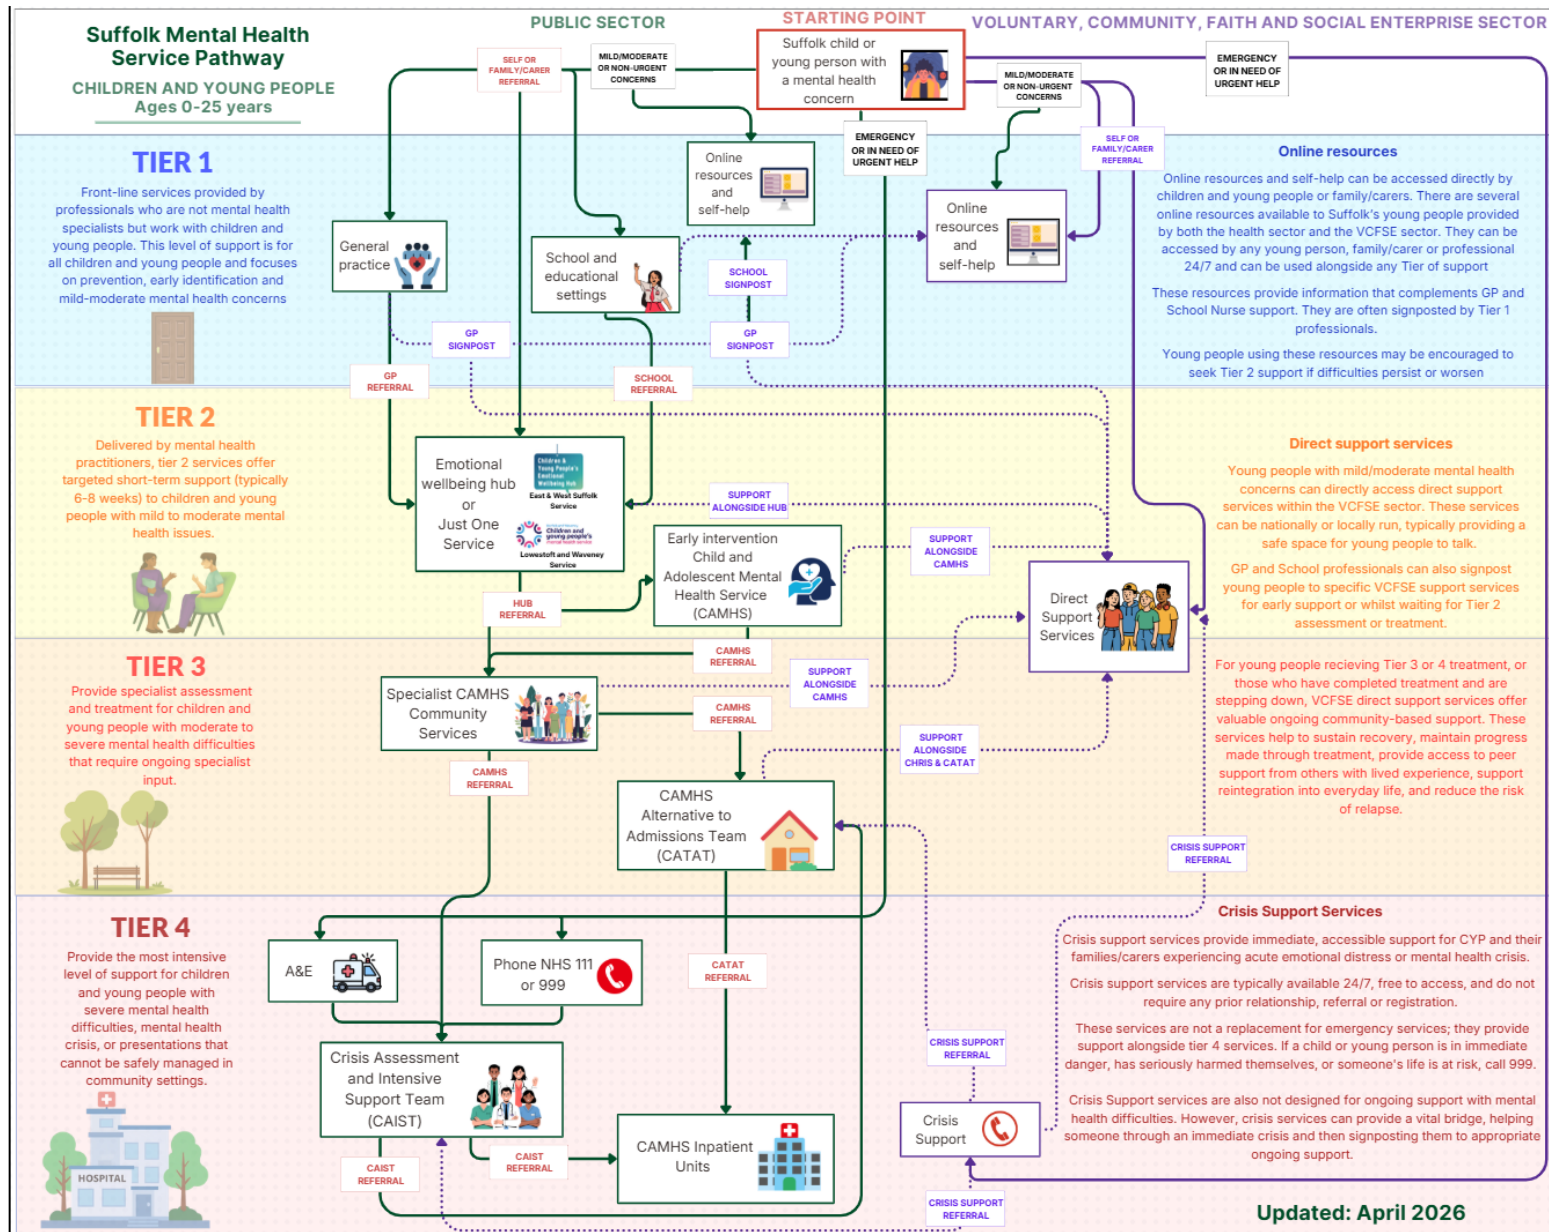 Suffolk Mental Health
Service Pathway
CHILDREN AND YOUNG PEOPLE
Ages 0-25 years
PUBLIC SECTOR
STARTING POINT
VOLUNTARY, COMMUNITY, FAITH AND SOCIAL ENTERPRISE SECTOR
Suffolk child or
young person with
a mental health
concern
SELF OR
FAMILY/CARER
REFERRAL
MILD/MODERATE
OR NON-URGENT
CONCERNS
MILD/MODERATE
OR NON-URGENT
CONCERNS
EMERGENCY
OR IN NEED OF
URGENT HELP
EMERGENCY
OR IN NEED OF
URGENT HELP
SELF OR
FAMILY/CARER
REFERRAL
TIER 1
Front-line services provided by
professionals who are not mental health
specialists but work with children and
young people. This level of support is for
all children and young people and focuses
on prevention, early identification and
mild-moderate mental health concerns
General
practice
School and
educational
settings
Online
resources
and
self-help
Online
resources
and
self-help
SCHOOL
SIGNPOST
GP
SIGNPOST
GP
SIGNPOST
GP
REFERRAL
SCHOOL
REFERRAL
Online resources
Online resources and self-help can be accessed directly by
children and young people or family/carers. There are several
online resources available to Suffolk's young people provided
by both the health sector and the VCFSE sector. They can be
accessed by any young person, family/carer or professional
24/7 and can be used alongside any Tier of support
These resources provide information that complements GP and
School Nurse support. They are often signposted by Tier 1
professionals.
Young people using these resources may be encouraged to
seek Tier 2 support if difficulties persist or worsen
TIER 2
Delivered by mental health
practitioners, tier 2 services offer
targeted short-term support (typically
6-8 weeks) to children and young
people with mild to moderate mental
health issues.
Emotional
wellbeing hub
or
Just One
Service
Children &
Young People's
Emotional
Wellbeing Hub
East & West Suffolk
Service
Children and
young people's
mental health service
Lowestoft and Waveney
Service
SUPPORT
ALONGSIDE HUB
Early intervention
Child and
Adolescent Mental
Health Service
(CAMHS)
SUPPORT
ALONGSIDE
CAMHS
HUB
REFERRAL
Direct
Support
Services
Direct support services
Young people with mild/moderate mental health
concerns can directly access direct support
services within the VCFSE sector. These services
can be nationally or locally run, typically providing a
safe space for young people to talk.
GP and School professionals can also signpost
young people to specific VCFSE support services
for early support or whilst waiting for Tier 2
assessment or treatment.
TIER 3
Provide specialist assessment
and treatment for children and
young people with moderate to
severe mental health difficulties
that require ongoing specialist
input.
CAMHS
REFERRAL
Specialist CAMHS
Community
Services
SUPPORT
ALONGSIDE
CAMHS
CAMHS
REFERRAL
CAMHS
REFERRAL
SUPPORT
ALONGSIDE
CHRIS & CATAT
CAMHS
Alternative to
Admissions Team
(CATAT)
CRISIS SUPPORT
REFERRAL
For young people recieving Tier 3 or 4 treatment, or
those who have completed treatment and are
stepping down, VCFSE direct support services offer
valuable ongoing community-based support. These
services help to sustain recovery, maintain progress
made through treatment, provide access to peer
support from others with lived experience, support
reintegration into everyday life, and reduce the risk
of relapse.
TIER 4
Provide the most intensive
level of support for children
and young people with
severe mental health
difficulties, mental health
crisis, or presentations that
cannot be safely managed in
community settings.
HOSPITAL
A&E
Phone NHS 111
or 999
CATAT
REFERRAL
Crisis Assessment
and Intensive
Support Team
(CAIST)
CAIST
REFERRAL
CAIST
REFERRAL
CAMHS Inpatient
Units
CRISIS SUPPORT
REFERRAL
Crisis
Support
CRISIS SUPPORT
REFERRAL
Crisis Support Services
Crisis support services provide immediate, accessible support for CYP and their
families/carers experiencing acute emotional distress or mental health crisis.
Crisis support services are typically available 24/7, free to access, and do not
require any prior relationship, referral or registration.
These services are not a replacement for emergency services; they provide
support alongside tier 4 services. If a child or young person is in immediate
danger, has seriously harmed themselves, or someone's life is at risk, call 999.
Crisis Support services are also not designed for ongoing support with mental
health difficulties. However, crisis services can provide a vital bridge, helping
someone through an immediate crisis and then signposting them to appropriate
ongoing support.
Updated: April 2026